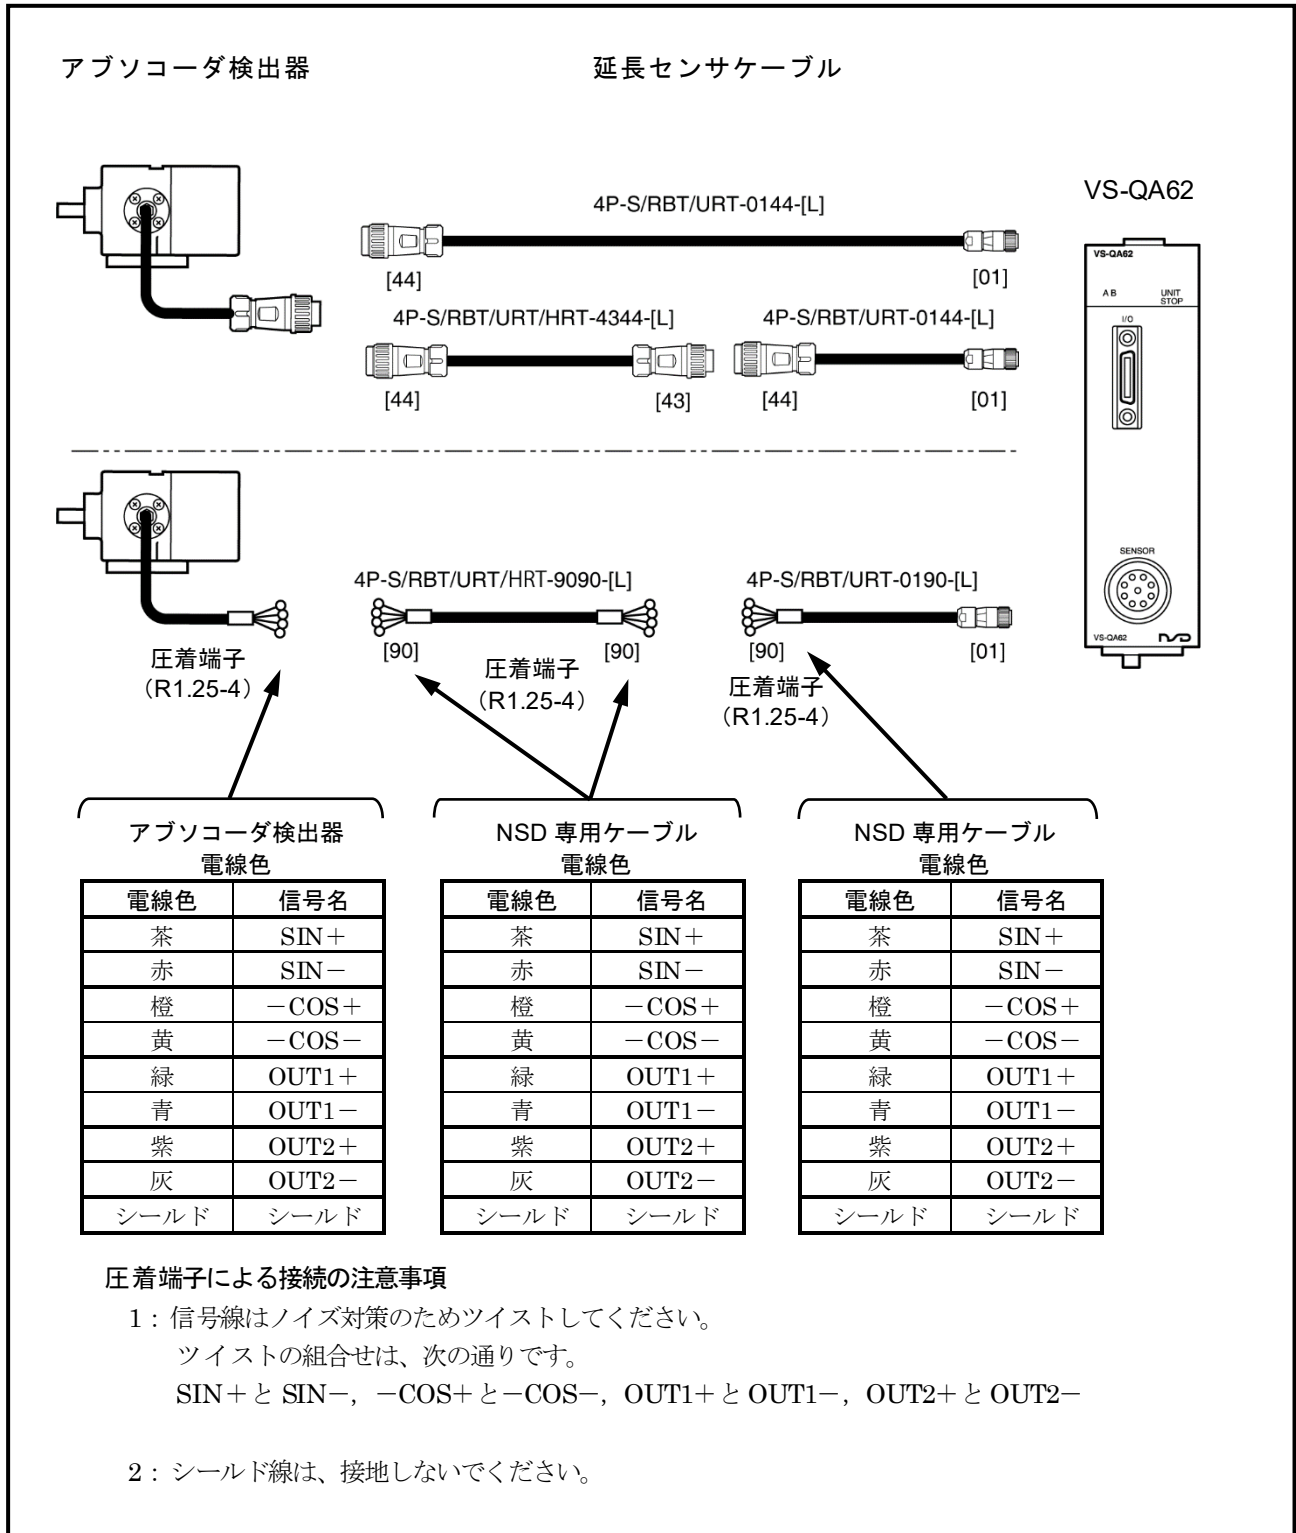 アブソコーダ検出器
延長センサケーブル
VS-QA62
4P-S/RBT/URT-0144-[L]
[44]
[01]
4P-S/RBT/URT/HRT-4344-[L]
4P-S/RBT/URT-0144-[L]
[44]
[43]
[44]
[01]
VS-QA62
A B
UNIT
STOP
I/O
SENSOR
VS-QA62
NSD
4P-S/RBT/URT/HRT-9090-[L]
4P-S/RBT/URT-0190-[L]
[90]
[90]
[90]
[01]
圧着端子
（R1.25-4）
圧着端子
（R1.25-4）
圧着端子
（R1.25-4）
アブソコーダ検出器
電線色
電線色 信号名
茶 SIN＋
赤 SIN－
橙 －COS＋
黄 －COS－
緑 OUT1＋
青 OUT1－
紫 OUT2＋
灰 OUT2－
シールド シールド
NSD 専用ケーブル
電線色
電線色 信号名
茶 SIN＋
赤 SIN－
橙 －COS＋
黄 －COS－
緑 OUT1＋
青 OUT1－
紫 OUT2＋
灰 OUT2－
シールド シールド
NSD 専用ケーブル
電線色
電線色 信号名
茶 SIN＋
赤 SIN－
橙 －COS＋
黄 －COS－
緑 OUT1＋
青 OUT1－
紫 OUT2＋
灰 OUT2－
シールド シールド
圧着端子による接続の注意事項
1：信号線はノイズ対策のためツイストしてください。
ツイストの組合せは、次の通りです。
SIN＋と SIN－，－COS＋と－COS－，OUT1＋と OUT1－，OUT2＋と OUT2－
2：シールド線は、接地しないでください。